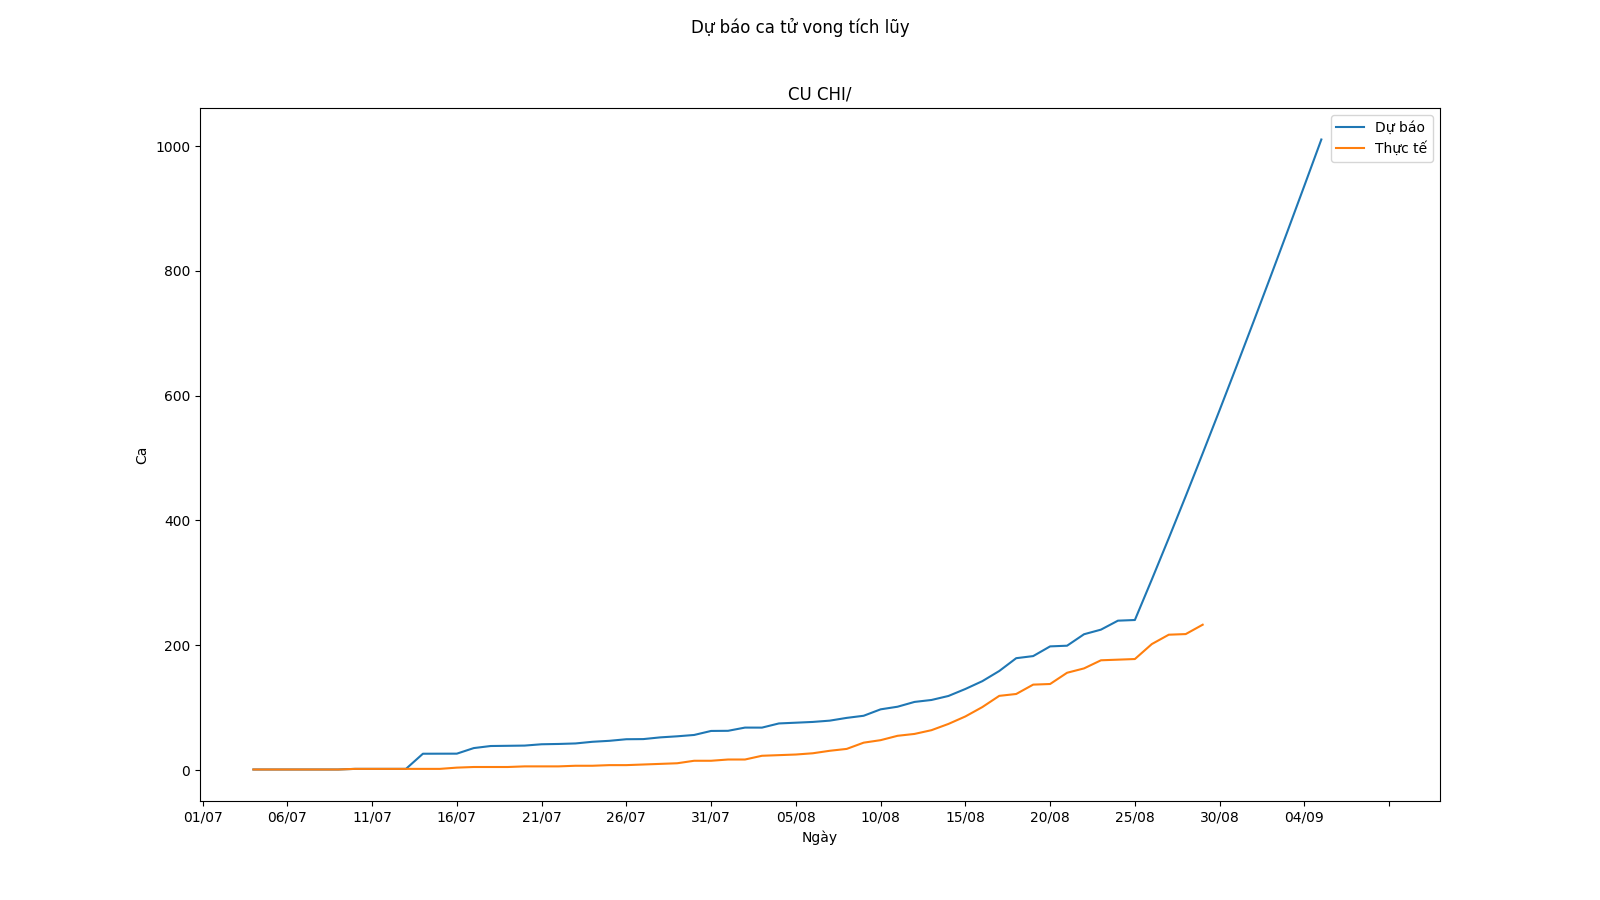 Dự báo ca tử vong tích lũy
CU CHI/
Dự báo
Thực tế
1000
800
600
400
200
0
Ca
01/07 06/07 11/07 16/07 21/07 26/07 31/07 05/08 10/08 15/08 20/08 25/08 30/08 04/09
Ngày